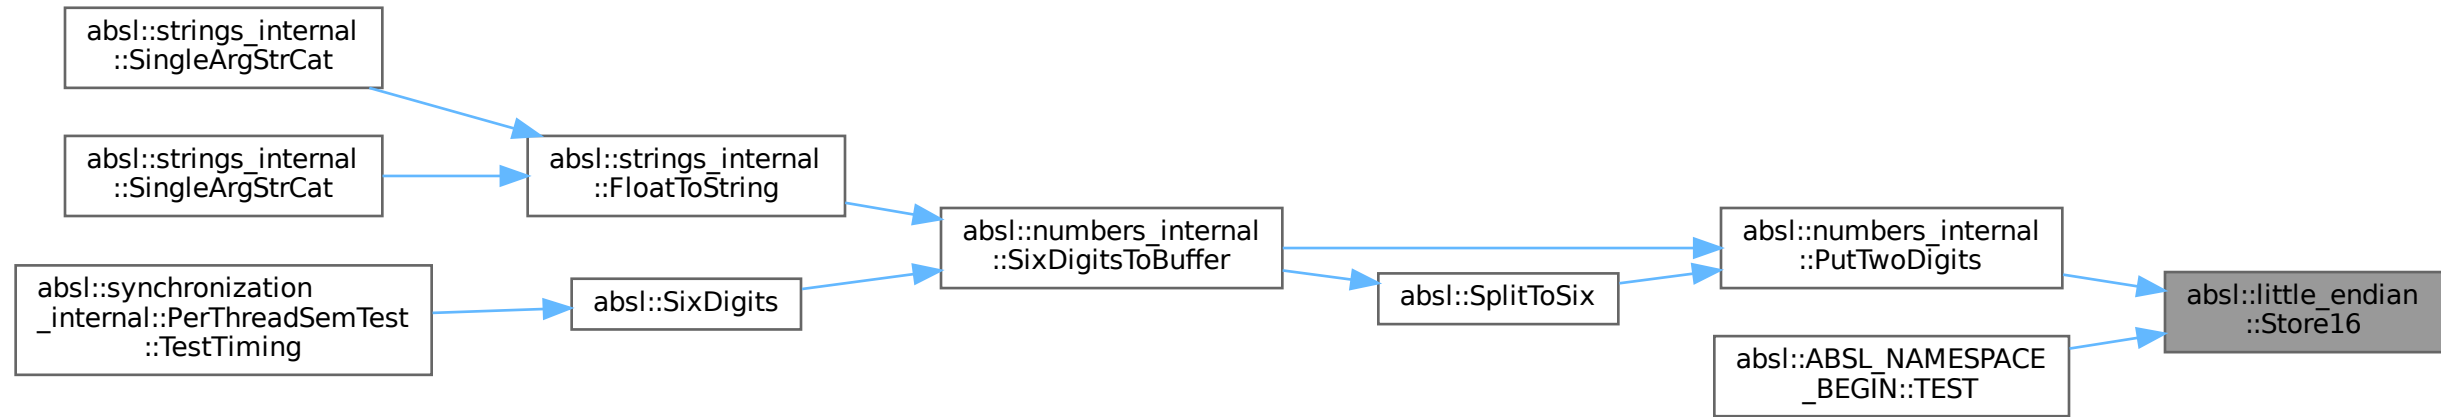 absl::strings_internal
::SingleArgStrCat
absl::strings_internal
::SingleArgStrCat
absl::synchronization
_internal::PerThreadSemTest
::TestTiming
absl::strings_internal
::FloatToString
absl::SixDigits
absl::numbers_internal
::SixDigitsToBuffer
absl::SplitToSix
absl::numbers_internal
::PutTwoDigits
absl::ABSL_NAMESPACE
_BEGIN::TEST
absl::little_endian
::Store16